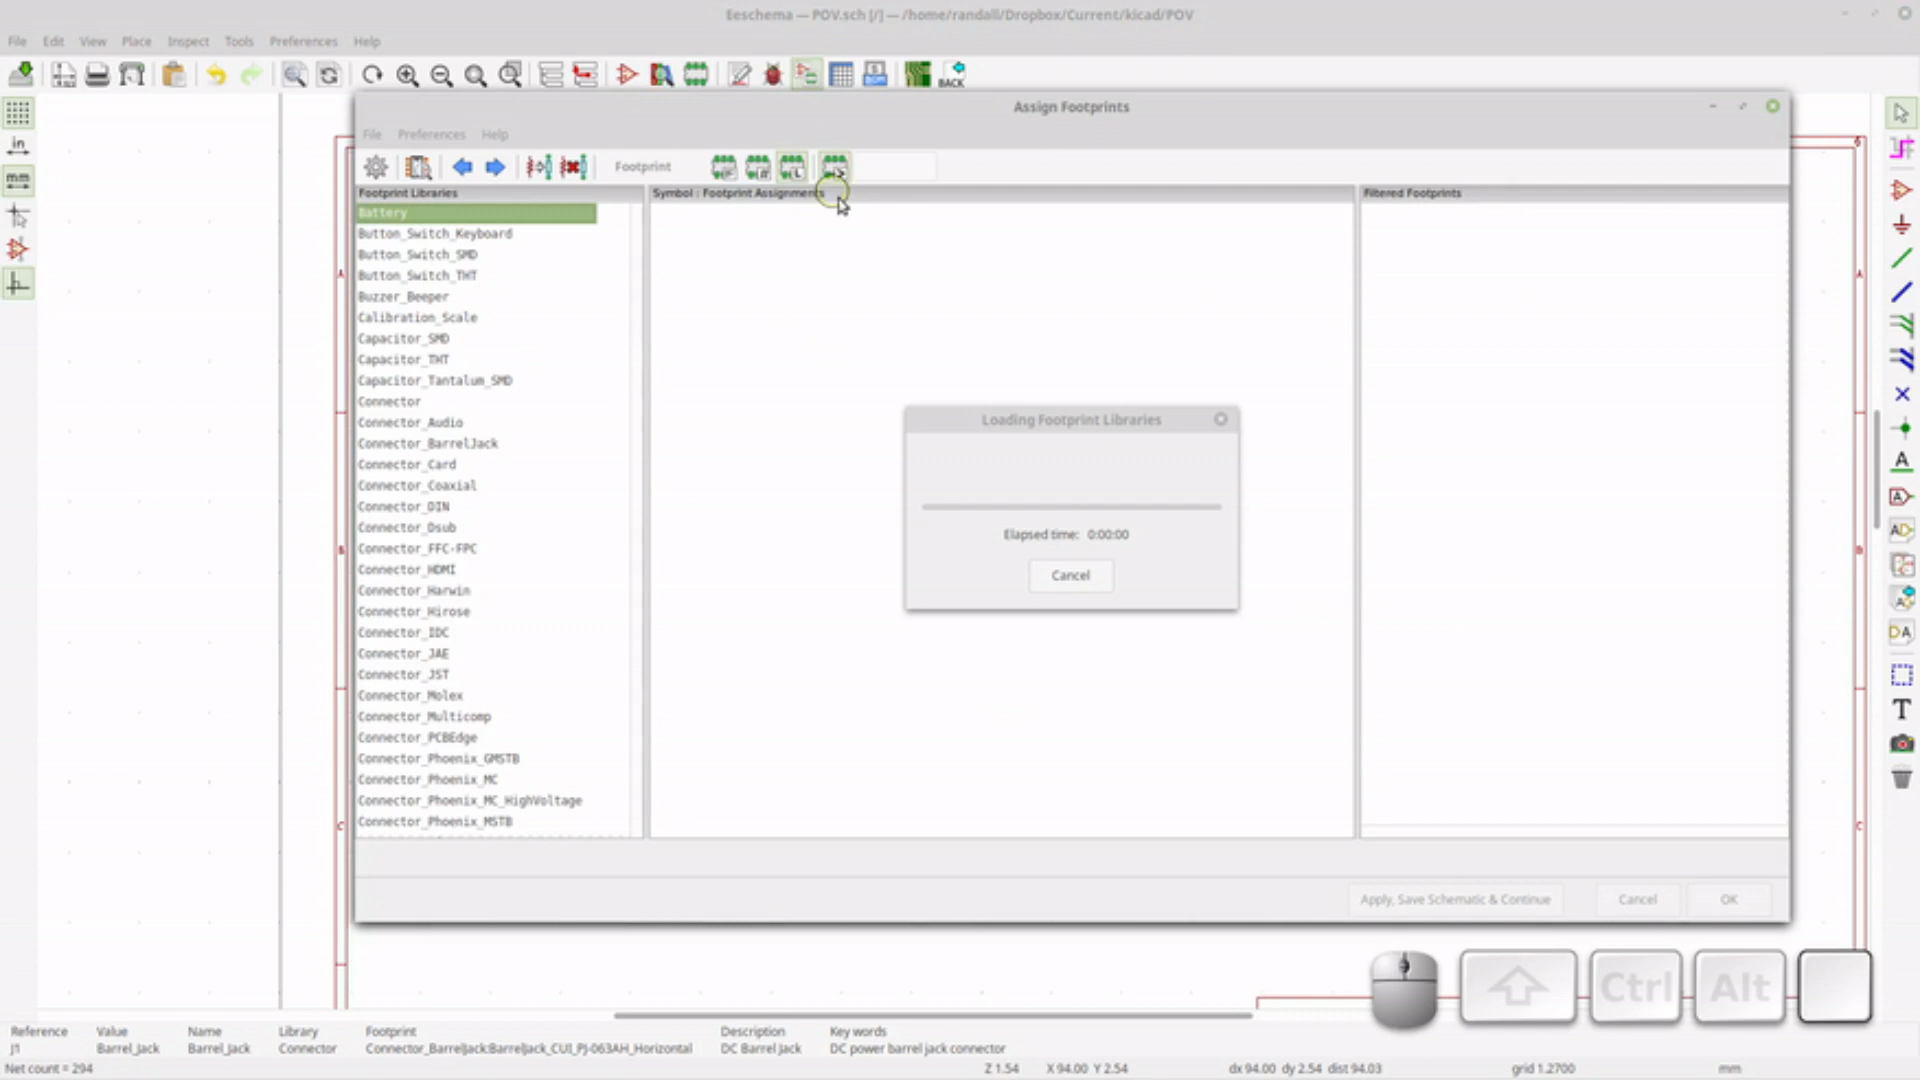 Eeschema — POV.sch [/] — /home/randall/Dropbox/Current/kicad/POV
File Edit View Place Inspect Tools Preferences Help
BACK
Assign Footprints
File Preferences Help
Footprint
Footprint Libraries
Symbol : Footprint Assignments
Filtered Footprints
in
mm
Battery
Button_Switch_Keyboard
Button_Switch_SMD
Button_Switch_THT
Buzzer_Beeper
Calibration_Scale
Capacitor_SMD
Capacitor_THT
Capacitor_Tantalum_SMD
Connector
Connector_Audio
Connector_BarrelJack
Connector_Card
Connector_Coaxial
Connector_DIN
Connector_Dsub
Connector_FFC-FPC
Connector_HDMI
Connector_Harwin
Connector_Hirose
Connector_IDC
Connector_JAE
Connector_JST
Connector_Molex
Connector_Multicomp
Connector_PCBEdge
Connector_Phoenix_GMSTB
Connector_Phoenix_MC
Connector_Phoenix_MC_HighVoltage
Connector_Phoenix_MSTB
Loading Footprint Libraries
Elapsed time: 0:00:00
Cancel
A
B
C
A
B
C
A
T
Apply, Save Schematic & Continue Cancel OK
Ctrl Alt
Reference Value Name Library Footprint Description Key words
J1 Barrel_Jack Barrel_Jack Connector Connector_BarrelJack:BarrelJack_CUI_PJ-063AH_Horizontal DC Barrel Jack DC power barrel jack connector
Net count = 294 Z 1.54 X 94.00 Y 2.54 dx 94.00 dy 2.54 dist 94.03 grid 1.2700 mm